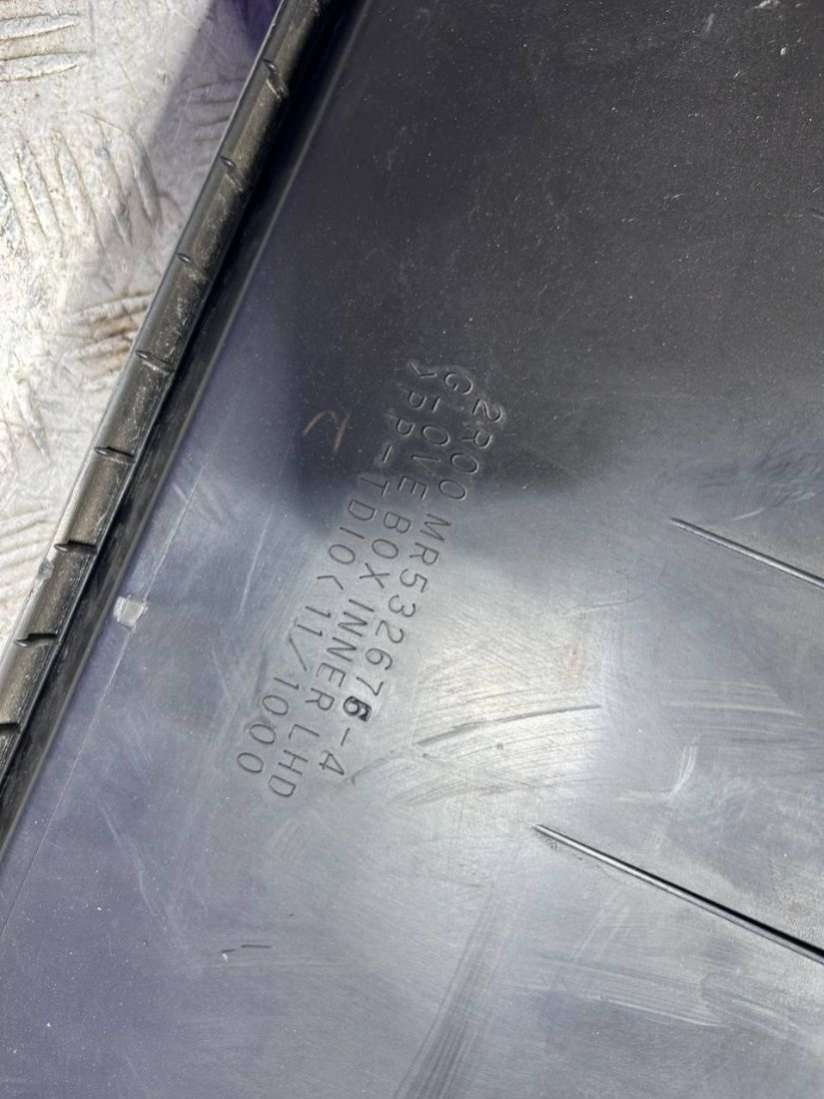 2R00 MR532676-4
GLOVE BOX INNER LHD
>PP-TD10< 11/1000